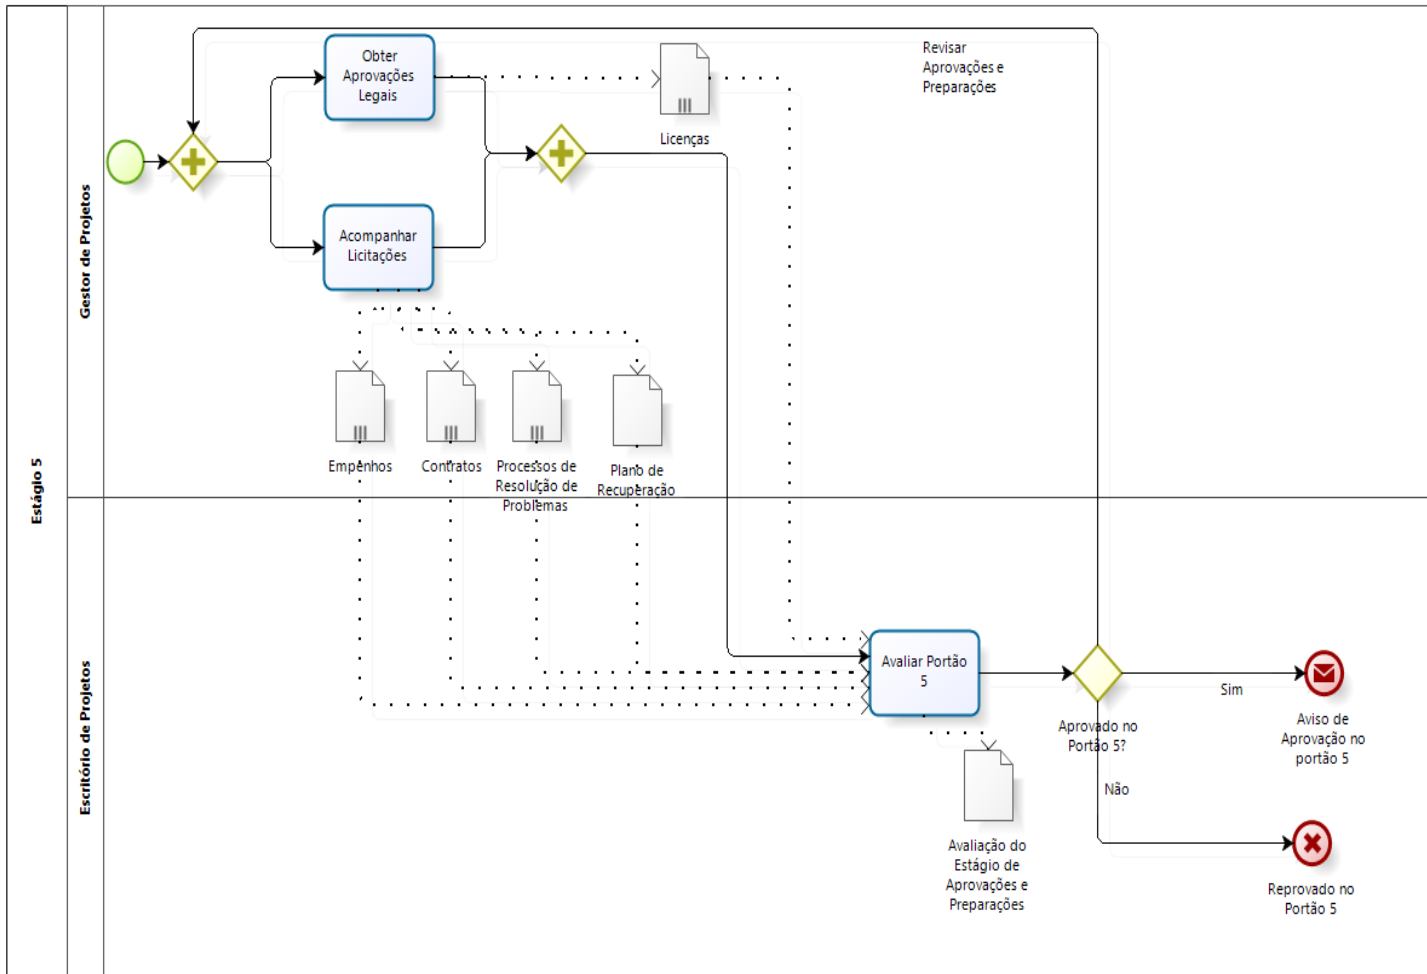 Estágio 5
Gestor de Projetos
Obter
Aprovações
Legais
Licenças
Revisar
Aprovações e
Preparações
Acompanhar
Licitações
Empenhos
Contratos
Processos de
Resolução de
Problemas
Plano de
Recuperação
Escritório de Projetos
Avaliar Portão
5
Aprovado no
Portão 5?
Sim
Aviso de
Aprovação no
portão 5
Não
Avaliação do
Estágio de
Aprovações e
Preparações
Reprovado no
Portão 5